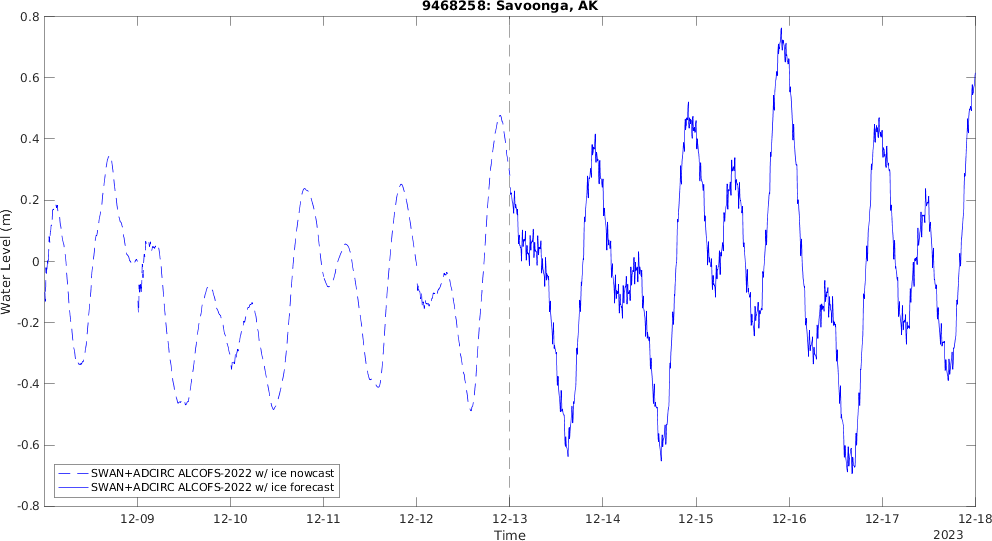 9468258: Savoonga, AK
Water Level (m)
0.8
0.6
0.4
0.2
0
-0.2
-0.4
-0.6
-0.8
SWAN+ADCIRC ALCOFS-2022 w/ ice nowcast
SWAN+ADCIRC ALCOFS-2022 w/ ice forecast
12-09 12-10 12-11 12-12 12-13 12-14 12-15 12-16 12-17 12-18
Time
2023